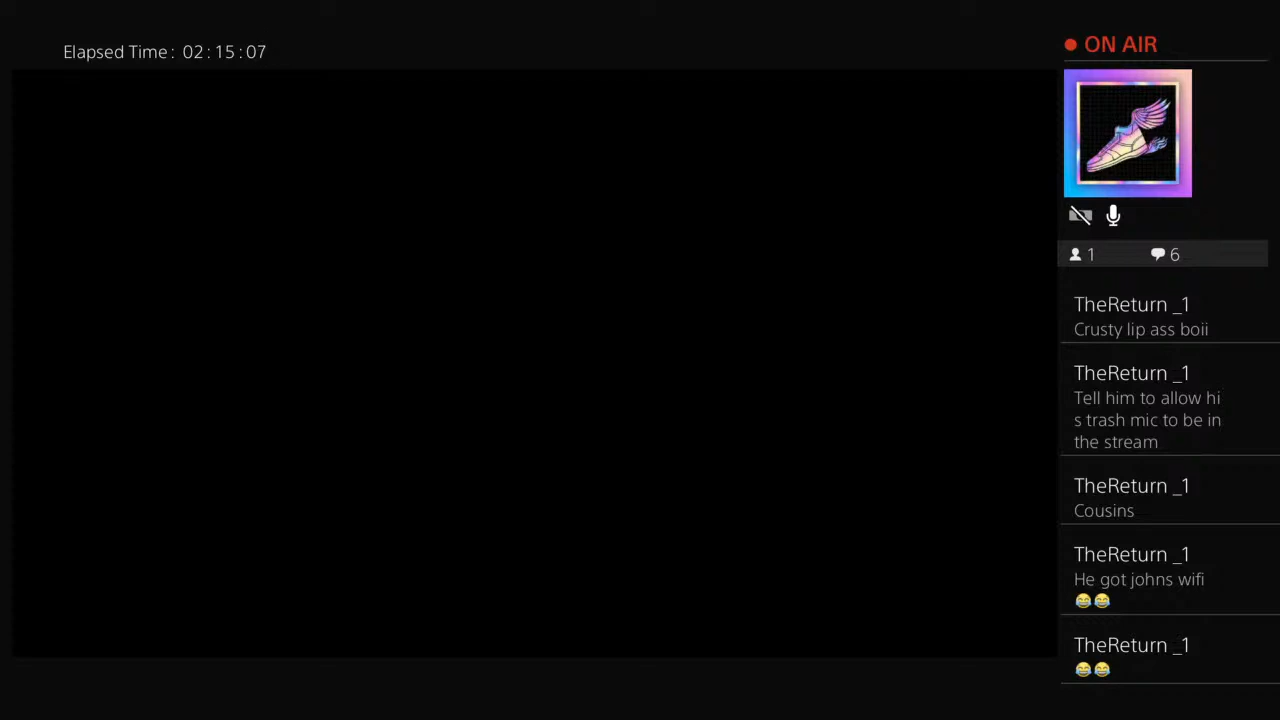 Elapsed Time: 02:15:07
ON AIR
1 6
TheReturn _1
Crusty lip ass boii
TheReturn _1
Tell him to allow hi
s trash mic to be in
the stream
TheReturn _1
Cousins
TheReturn _1
He got johns wifi
😂😂
TheReturn _1
😂😂